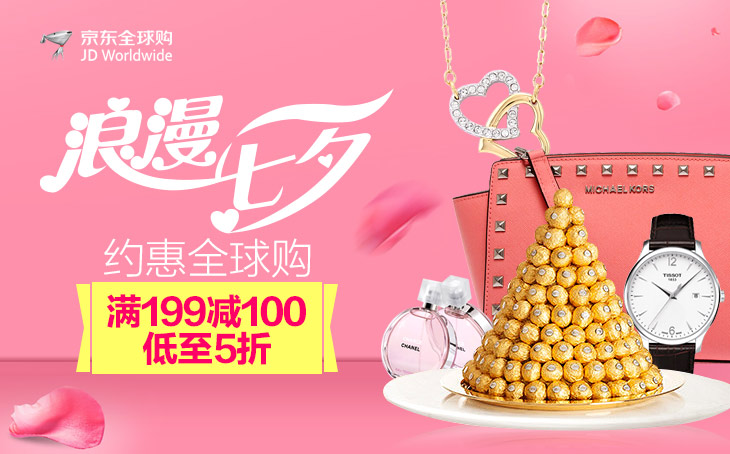 京东全球购
JD Worldwide
浪漫七夕
约惠全球购
满199减100
低至5折
MICHAEL KORS
TISSOT
1853
CHANEL